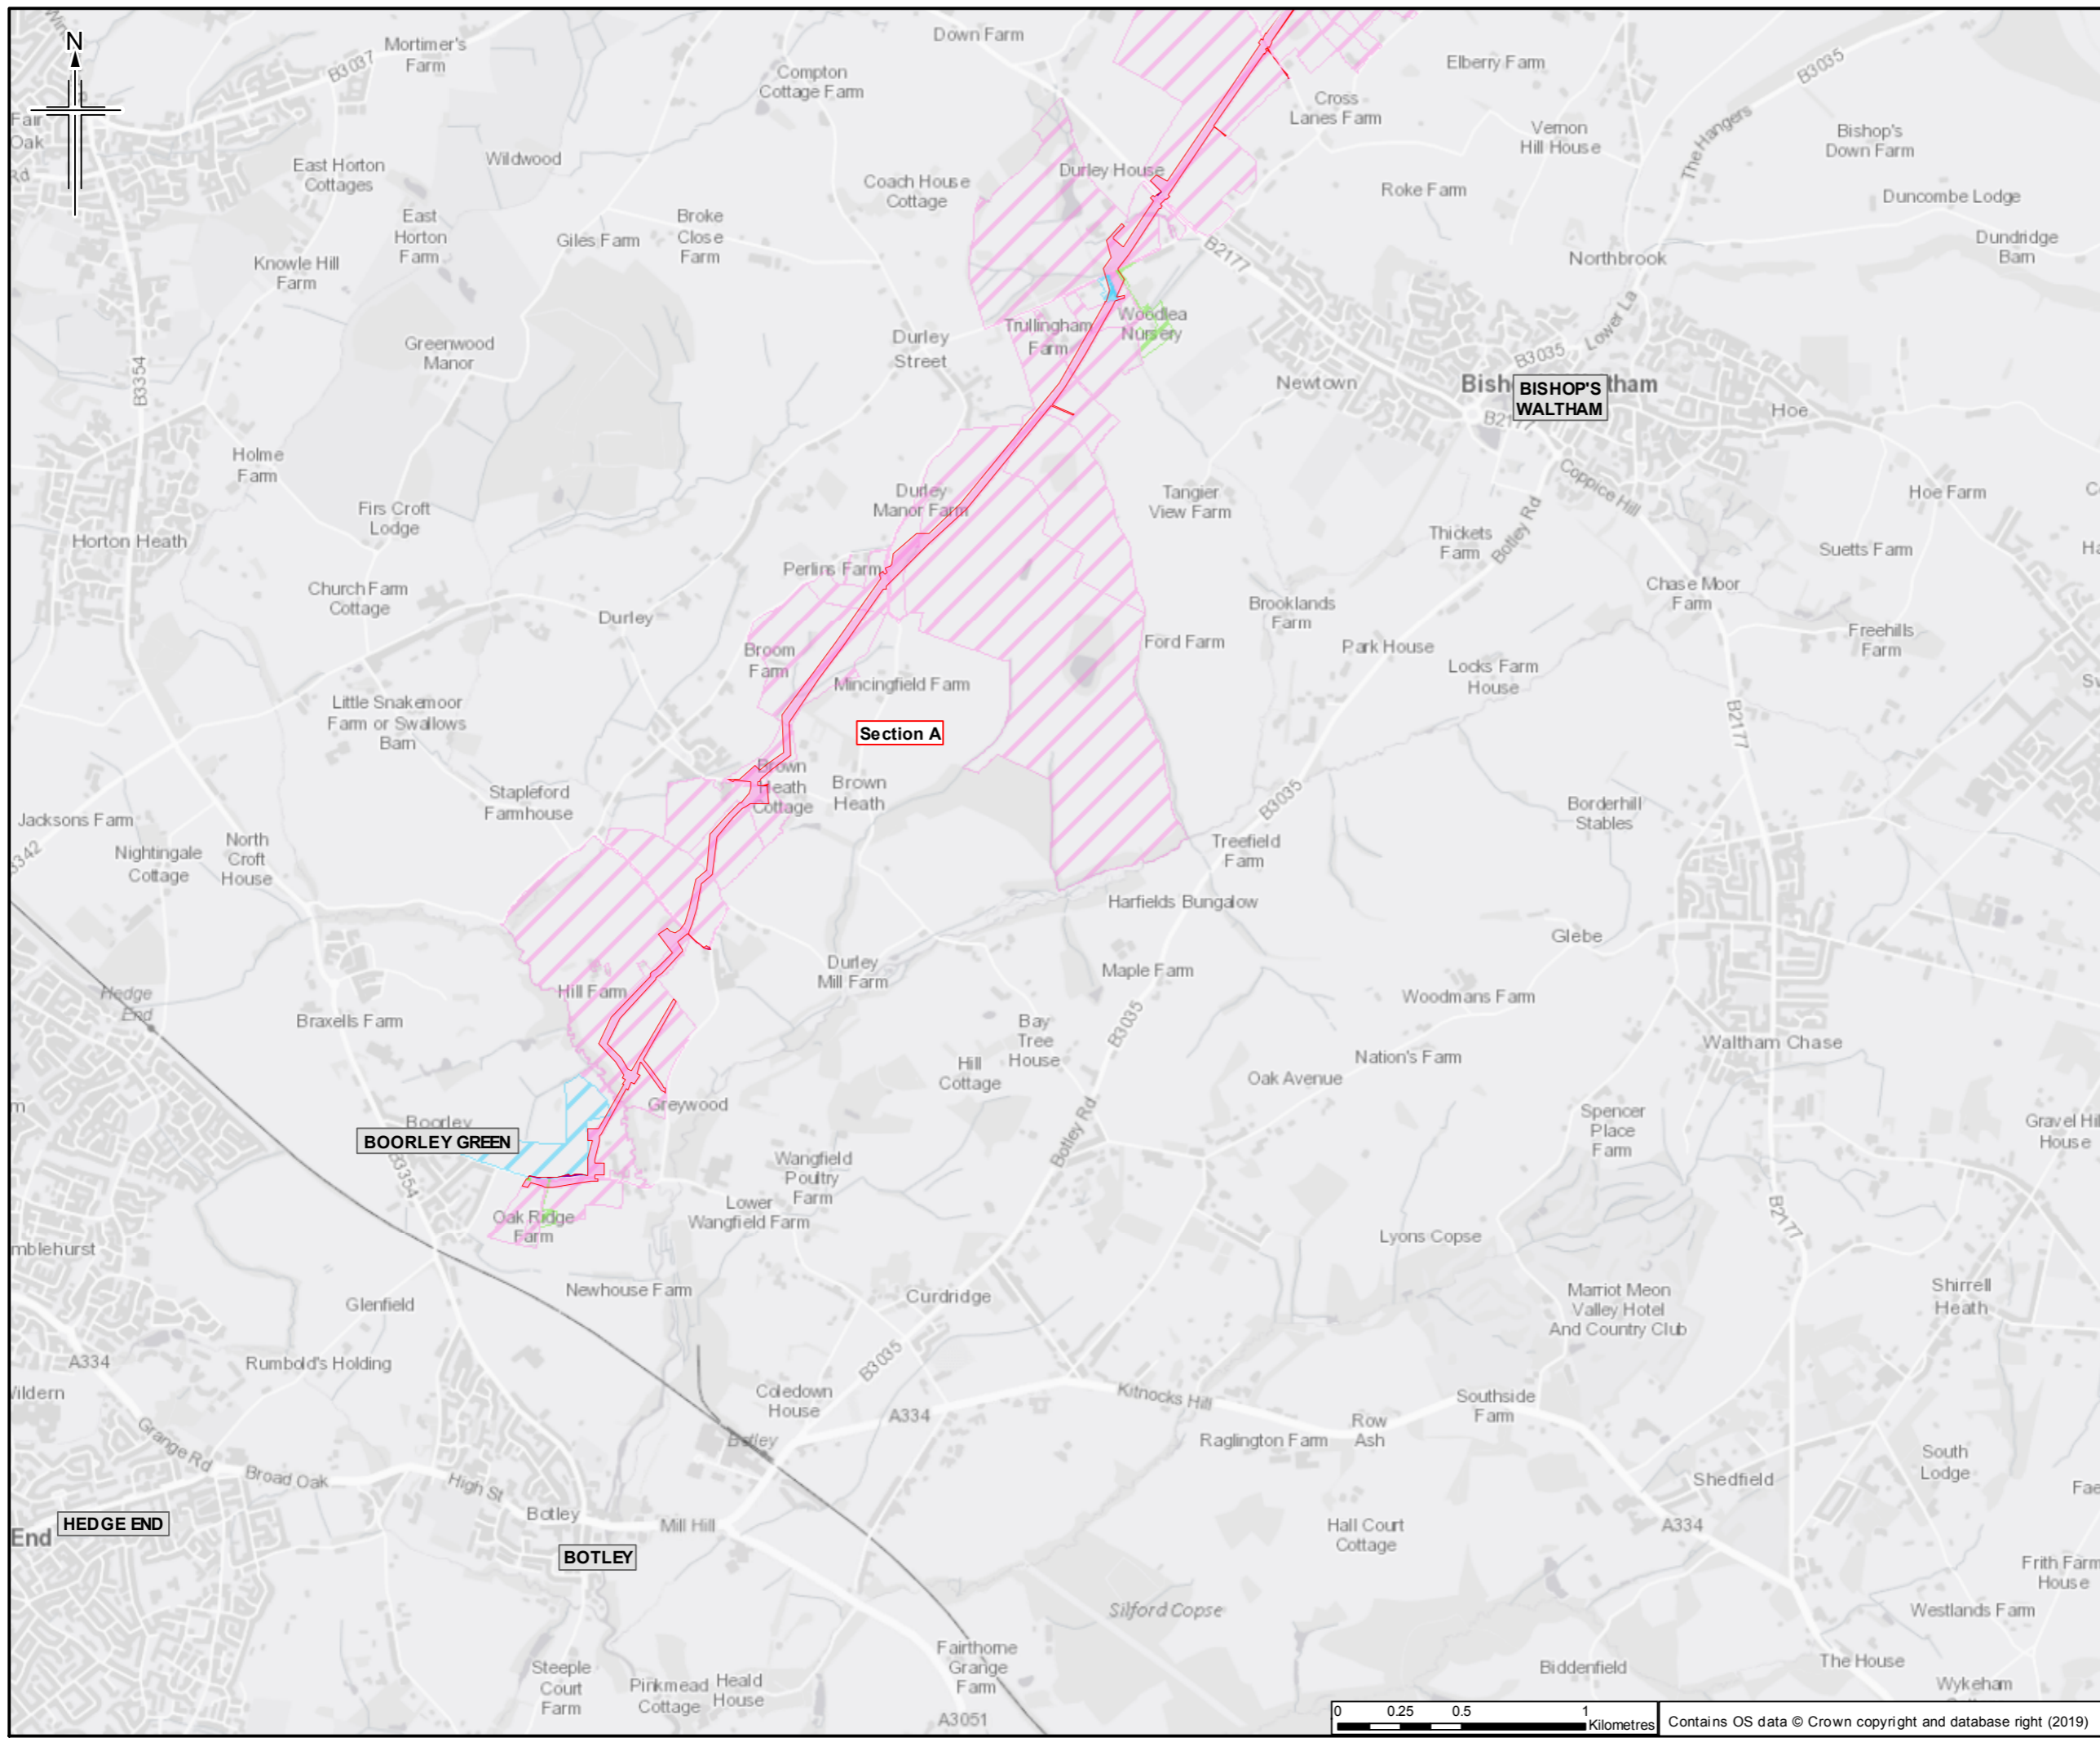 N
Down Farm
Mortimer's
Farm
B3037
Compton
Cottage Farm
Elberry Farm
B3035
Cross
Lanes Farm
Vernon
Hill House
The Hangers
Bishop's
Down Farm
Fair
Oak
Rd
East Horton
Cottages
Wildwood
Durley House
Coach House
Cottage
Roke Farm
Duncombe Lodge
East
Horton
Farm
Broke
Close
Farm
Giles Farm
Knowle Hill
Farm
B2177
Northbrook
Dundridge
Barn
Woodlea
Nursery
Trullingham
Farm
Durley
Street
Greenwood
Manor
B3354
Lower La
B3035
Newtown
Bish
tham
BISHOP'S
WALTHAM
Hoe
B2177
Holme
Farm
Coppice Hill
Durley
Manor Farm
Tangier
View Farm
Hoe Farm
Firs Croft
Lodge
Horton Heath
Thickets
Farm
Botley Rd
Suetts Farm
Perlins Farm
Chase Moor
Farm
Church Farm
Cottage
Durley
Brooklands
Farm
Ford Farm
Park House
Freehills
Farm
Broom
Farm
Mincingfield Farm
Locks Farm
House
Little Snakemoor
Farm or Swallows
Barn
Section A
B2177
Brown
Heath
Cottage
Brown
Heath
Stapleford
Farmhouse
B3035
Borderhill
Stables
Jacksons Farm
North
Croft
House
Nightingale
Cottage
3342
Treefield
Farm
Harfields Bungalow
Glebe
Durley
Mill Farm
Maple Farm
Hedge
End
Hill Farm
Woodmans Farm
Braxells Farm
Bay
Tree
House
B3035
Waltham Chase
Nation's Farm
Hill
Cottage
Oak Avenue
Greywood
Boorley
BOORLEY GREEN
Spencer
Place
Farm
Gravel Hil
House
Botley Rd
B3354
Wangfield
Poultry
Farm
Lower
Wangfield Farm
Oak Ridge
Farm
B2177
Lyons Copse
mblehurst
Newhouse Farm
Curdridge
Glenfield
Marriot Meon
Valley Hotel
And Country Club
Shirrell
Heath
A334
Rumbold's Holding
B3035
Coledown
House
Kitnocks Hill
Southside
Farm
A334
Row
Ash
Raglington Farm
Botley
Grange Rd
Broad Oak
High St
South
Lodge
Shedfield
HEDGE END
End
Botley
Mill Hill
Hall Court
Cottage
A334
BOTLEY
Frith Farm
House
Silford Copse
Westlands Farm
Fairthorne
Grange
Farm
Steeple
Court
Farm
Pinkmead
Cottage
Heald
House
Biddenfield
The House
Wykeham
A3051
0 0.25 0.5 1
Kilometres
Contains OS data © Crown copyright and database right (2019)